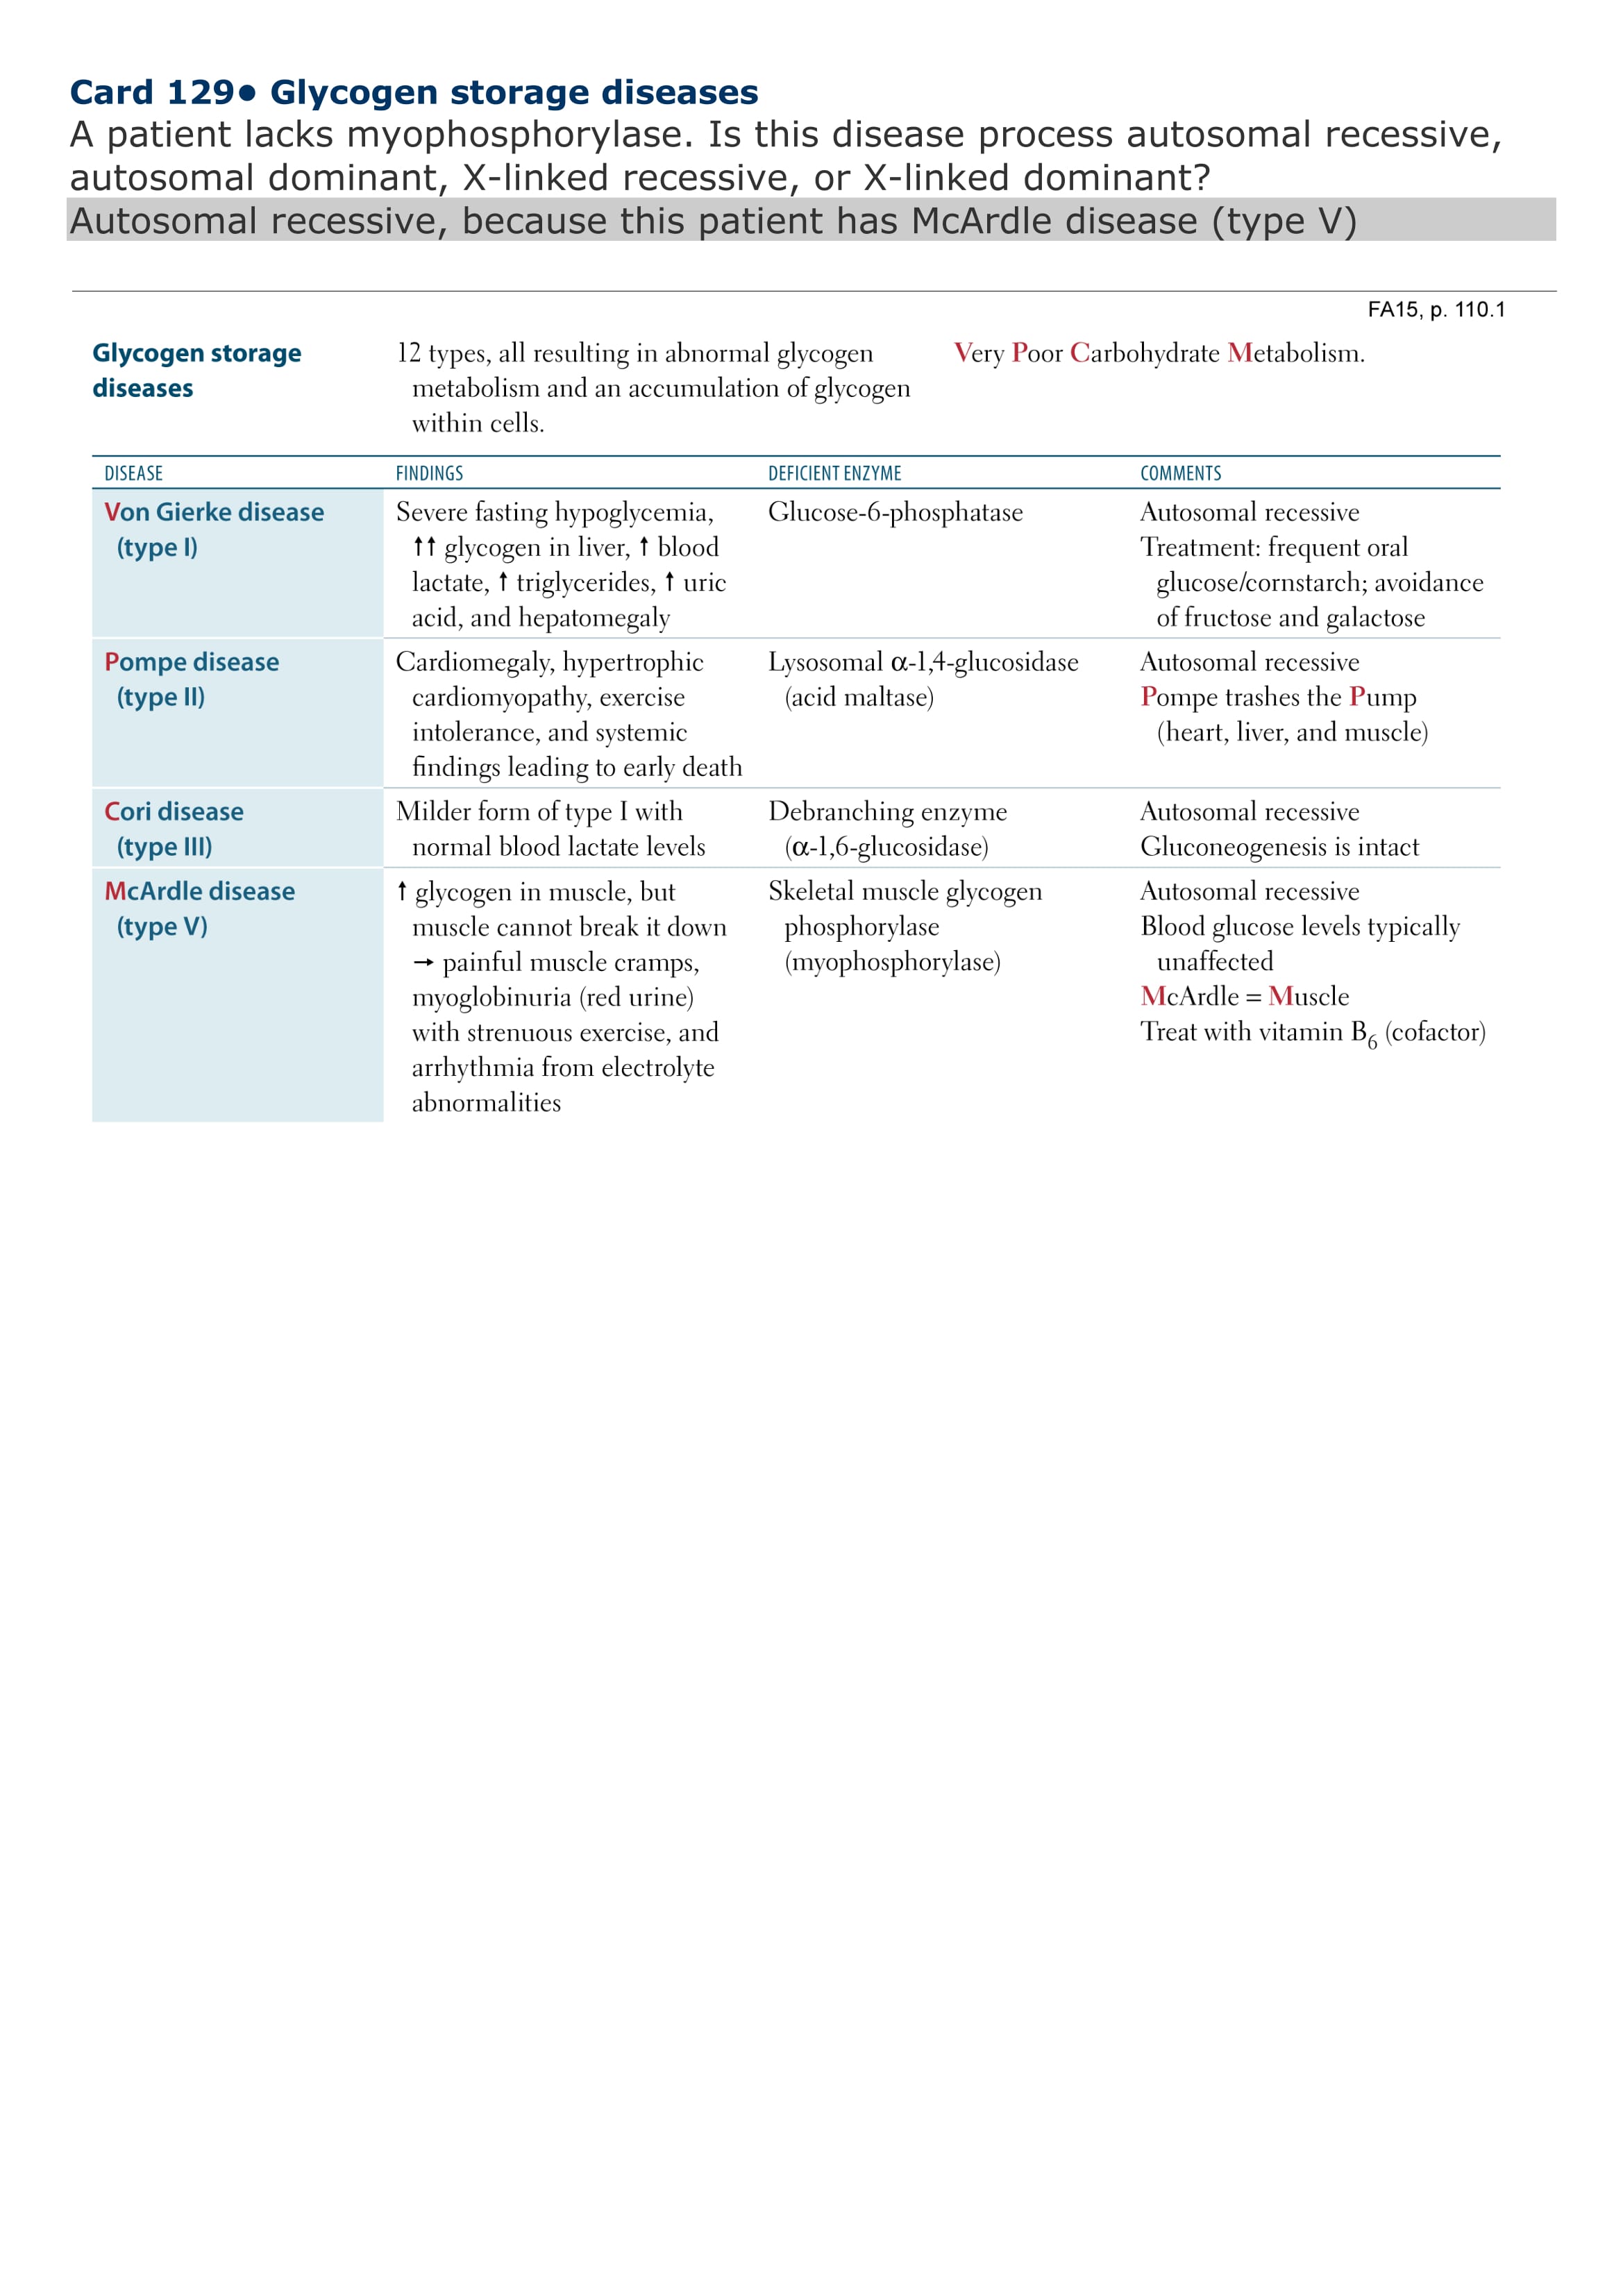 Card 129• Glycogen storage diseases
A patient lacks myophosphorylase. Is this disease process autosomal recessive,
autosomal dominant, X-linked recessive, or X-linked dominant?
Autosomal recessive, because this patient has McArdle disease (type V)
FA15, p. 110.1
Glycogen storage
diseases
12 types, all resulting in abnormal glycogen
metabolism and an accumulation of glycogen
within cells.
Very Poor Carbohydrate Metabolism.
DISEASE FINDINGS DEFICIENT ENZYME COMMENTS
Von Gierke disease
(type I)
Severe fasting hypoglycemia,
↑↑ glycogen in liver, ↑ blood
lactate, ↑ triglycerides, ↑ uric
acid, and hepatomegaly
Glucose-6-phosphatase
Autosomal recessive
Treatment: frequent oral
glucose/cornstarch; avoidance
of fructose and galactose
Pompe disease
(type II)
Cardiomegaly, hypertrophic
cardiomyopathy, exercise
intolerance, and systemic
findings leading to early death
Lysosomal α-1,4-glucosidase
(acid maltase)
Autosomal recessive
Pompe trashes the Pump
(heart, liver, and muscle)
Cori disease
(type III)
Milder form of type I with
normal blood lactate levels
Debranching enzyme
(α-1,6-glucosidase)
Autosomal recessive
Gluconeogenesis is intact
McArdle disease
(type V)
↑ glycogen in muscle, but
muscle cannot break it down
→ painful muscle cramps,
myoglobinuria (red urine)
with strenuous exercise, and
arrhythmia from electrolyte
abnormalities
Skeletal muscle glycogen
phosphorylase
(myophosphorylase)
Autosomal recessive
Blood glucose levels typically
unaffected
McArdle = Muscle
Treat with vitamin B6 (cofactor)